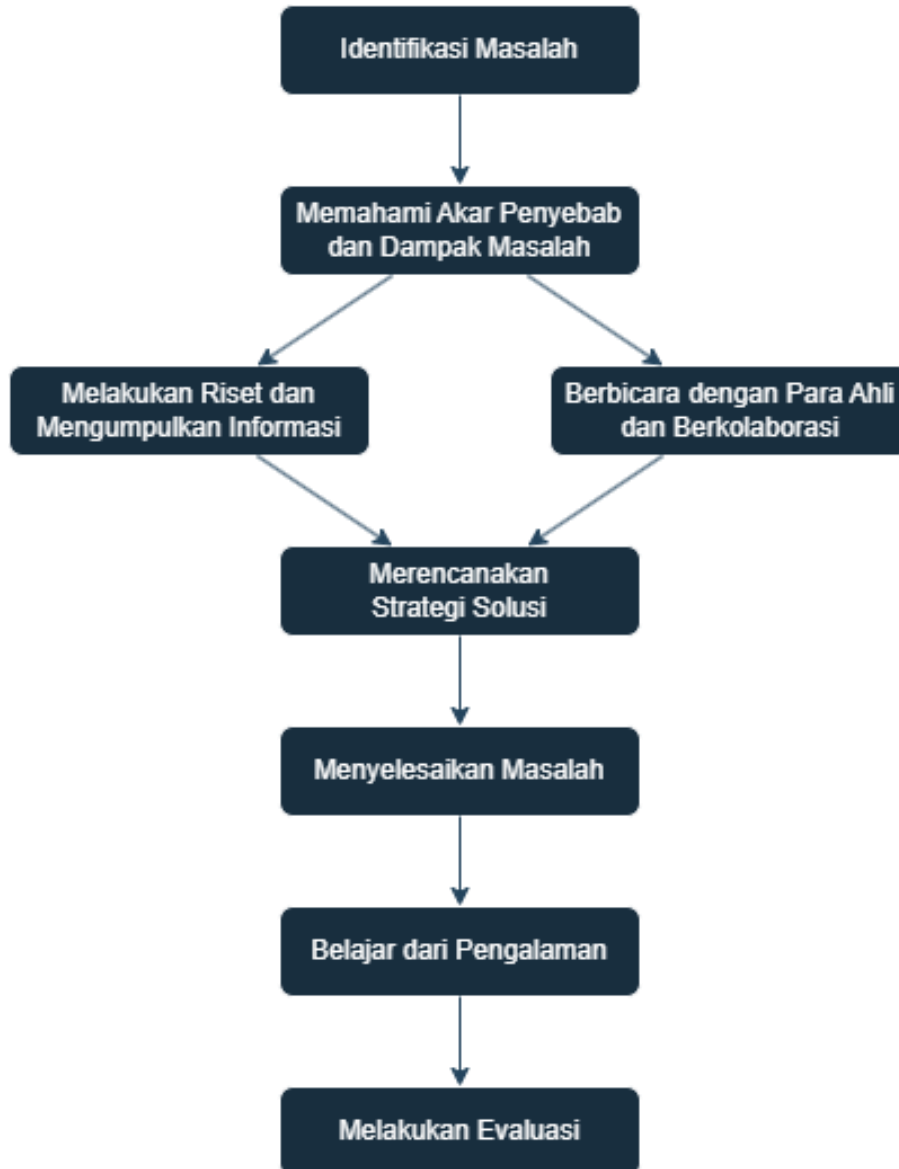 Identifikasi Masalah
Memahami Akar Penyebab
dan Dampak Masalah
Melakukan Riset dan
Mengumpulkan Informasi
Berbicara dengan Para Ahli
dan Berkolaborasi
Merencanakan
Strategi Solusi
Menyelesaikan Masalah
Belajar dari Pengalaman
Melakukan Evaluasi